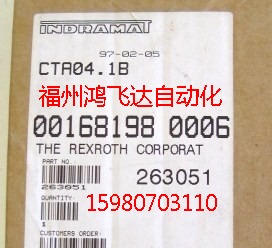 INDRAMAT
97-02-05
CTA04.1B
福州鸿飞达自动化
00168198 0006
THE REXROTH CORPORAT
PART NO.
263051
263051
QUANTITY:
15980703110
1
CUSTOMERS ORDER: